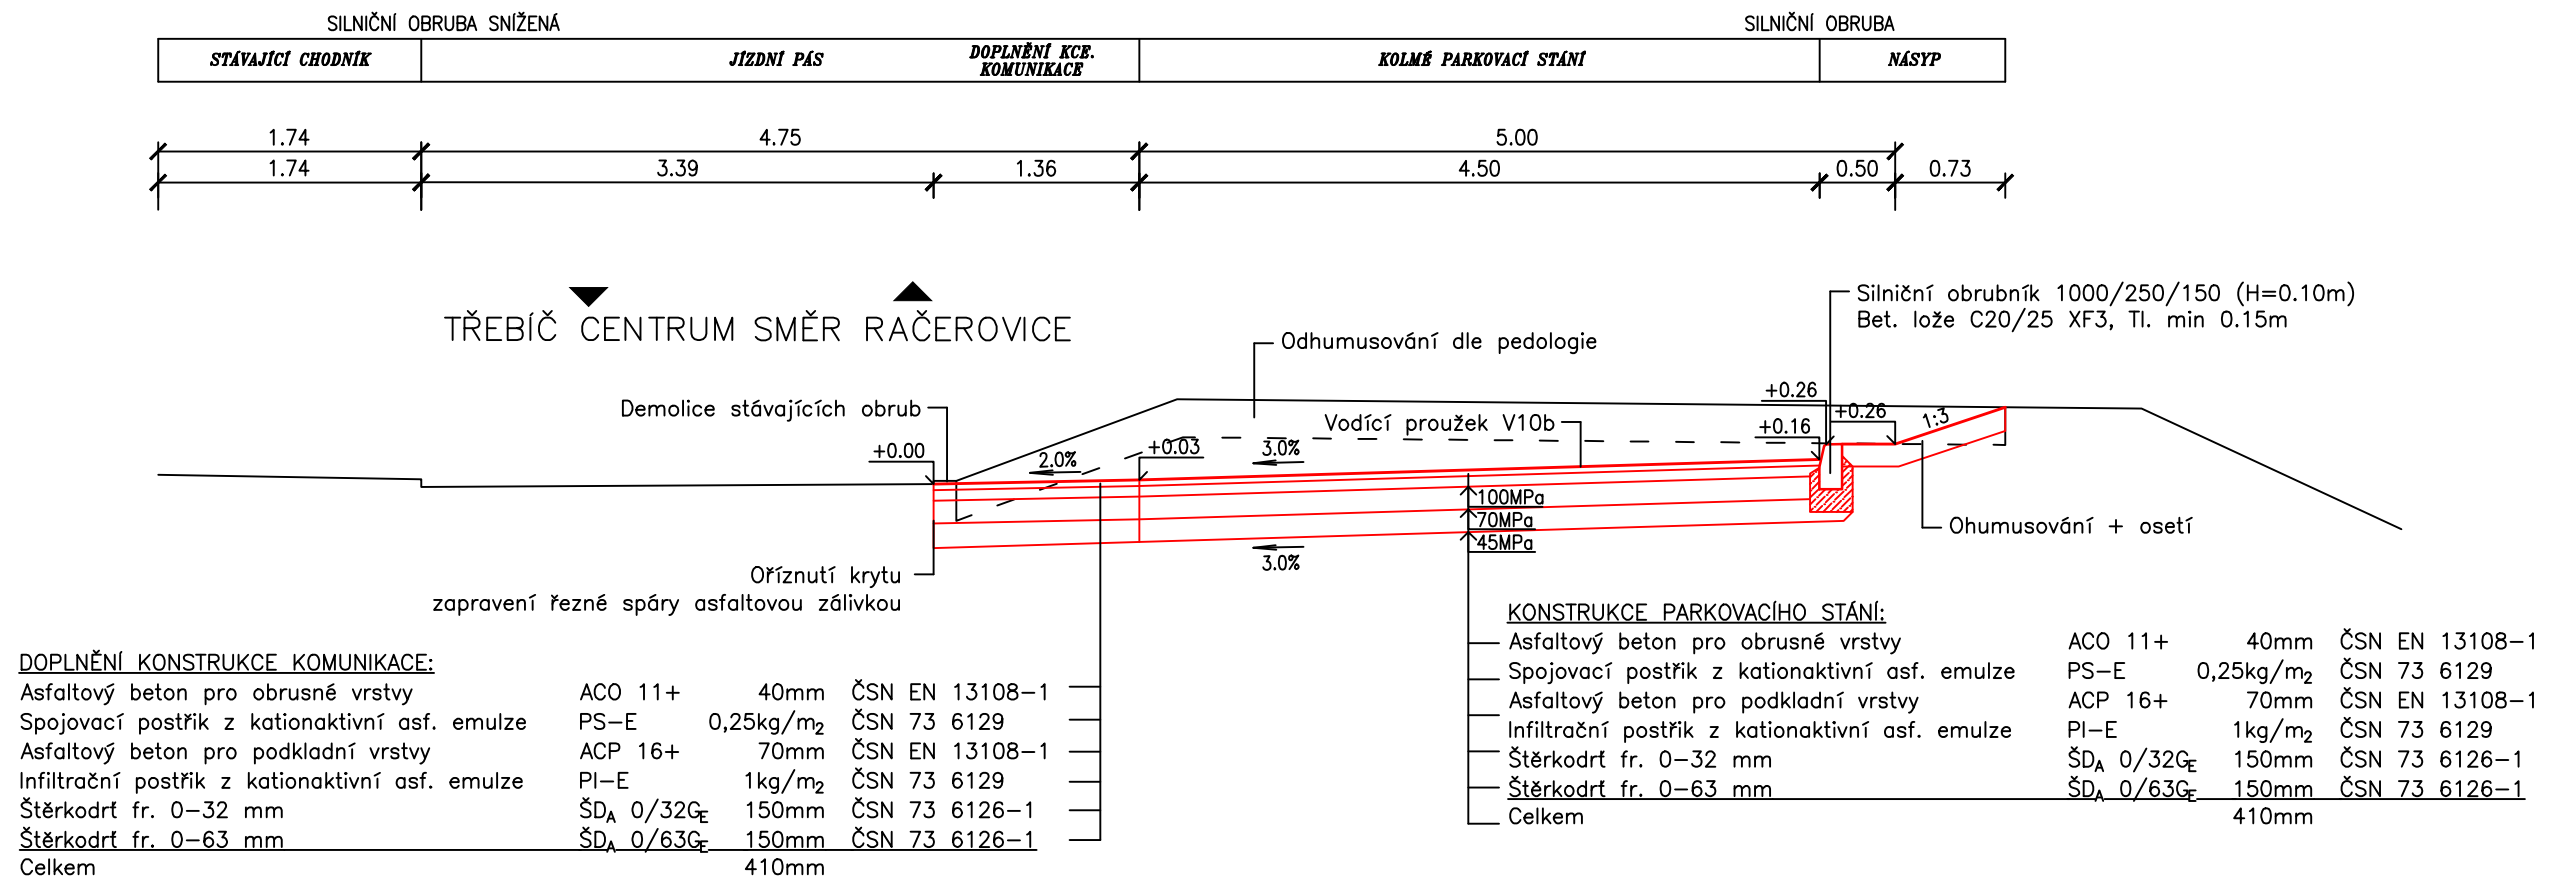 SILNIČNÍ OBRUBA SNÍŽENÁ
SILNIČNÍ OBRUBA
STÁVAJÍCÍ CHODNÍK
JÍZDNÍ PÁS
DOPLNĚNÍ KCE.
KOMUNIKACE
KOLMÉ PARKOVACÍ STÁNÍ
NÁSYP
1.74 4.75 5.00
1.74 3.39 1.36 4.50 0.50 0.73
TŘEBÍČ CENTRUM SMĚR RAČEROVICE
Silniční obrubník 1000/250/150 (H=0.10m)
Bet. lože C20/25 XF3, Tl. min 0.15m
Odhumusování dle pedologie
Demolice stávajících obrub
Vodící proužek V10b
+0.26
+0.26
1:3
+0.16
+0.00
2.0%
+0.03
3.0%
100MPa
70MPa
45MPa
3.0%
Ohumusování + osetí
Oříznutí krytu
zapravení řezné spáry asfaltovou zálivkou
DOPLNĚNÍ KONSTRUKCE KOMUNIKACE:
Asfaltový beton pro obrusné vrstvy ACO 11+ 40mm ČSN EN 13108-1
Spojovací postřik z kationaktivní asf. emulze PS-E 0,25kg/m2 ČSN 73 6129
Asfaltový beton pro podkladní vrstvy ACP 16+ 70mm ČSN EN 13108-1
Infiltrační postřik z kationaktivní asf. emulze PI-E 1kg/m2 ČSN 73 6129
Štěrkodrť fr. 0-32 mm ŠDA 0/32GE 150mm ČSN 73 6126-1
Štěrkodrť fr. 0-63 mm ŠDA 0/63GE 150mm ČSN 73 6126-1
Celkem 410mm
KONSTRUKCE PARKOVACÍHO STÁNÍ:
Asfaltový beton pro obrusné vrstvy ACO 11+ 40mm ČSN EN 13108-1
Spojovací postřik z kationaktivní asf. emulze PS-E 0,25kg/m2 ČSN 73 6129
Asfaltový beton pro podkladní vrstvy ACP 16+ 70mm ČSN EN 13108-1
Infiltrační postřik z kationaktivní asf. emulze PI-E 1kg/m2 ČSN 73 6129
Štěrkodrť fr. 0-32 mm ŠDA 0/32GE 150mm ČSN 73 6126-1
Štěrkodrť fr. 0-63 mm ŠDA 0/63GE 150mm ČSN 73 6126-1
Celkem 410mm